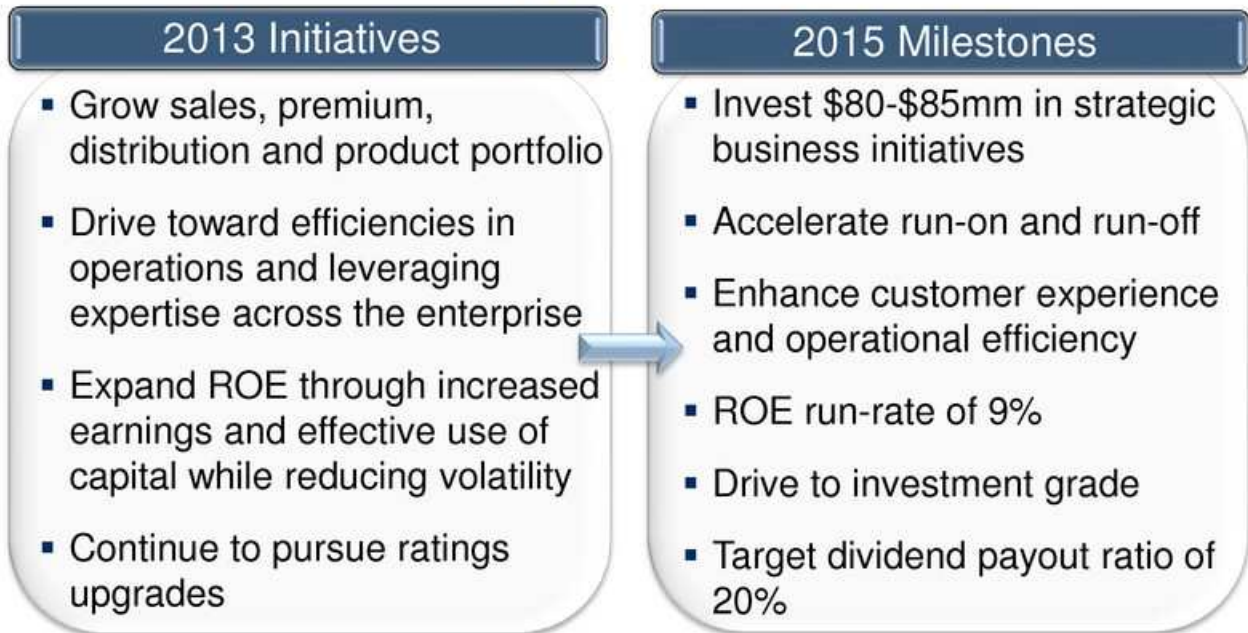 2013 Initiatives
▪ Grow sales, premium,
distribution and product portfolio
▪ Drive toward efficiencies in
operations and leveraging
expertise across the enterprise
▪ Expand ROE through increased
earnings and effective use of
capital while reducing volatility
▪ Continue to pursue ratings
upgrades
2015 Milestones
▪ Invest $80-$85mm in strategic
business initiatives
▪ Accelerate run-on and run-off
▪ Enhance customer experience
and operational efficiency
▪ ROE run-rate of 9%
▪ Drive to investment grade
▪ Target dividend payout ratio of
20%